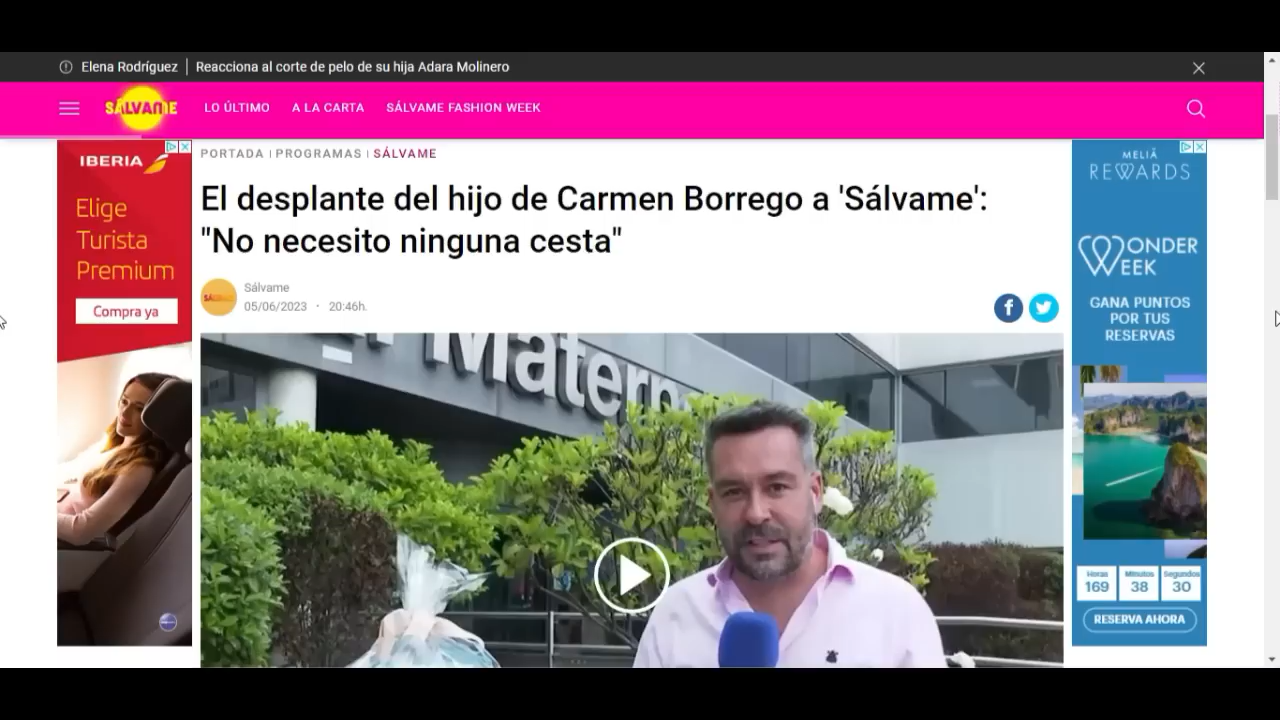 Elena Rodríguez | Reacciona al corte de pelo de su hija Adara Molinero
SÁLVAME
LO ÚLTIMO
A LA CARTA
SÁLVAME FASHION WEEK
PORTADA | PROGRAMAS | SÁLVAME
El desplante del hijo de Carmen Borrego a 'Sálvame':
"No necesito ninguna cesta"
Sálvame
05/06/2023 · 20:46h.
IBERIA
Elige
Turista
Premium
Compra ya
MELIÁ
REWARDS
WONDER
WEEK
GANA PUNTOS
POR TUS
RESERVAS
Horas Minutos Segundos
169 38 30
RESERVA AHORA
Matern